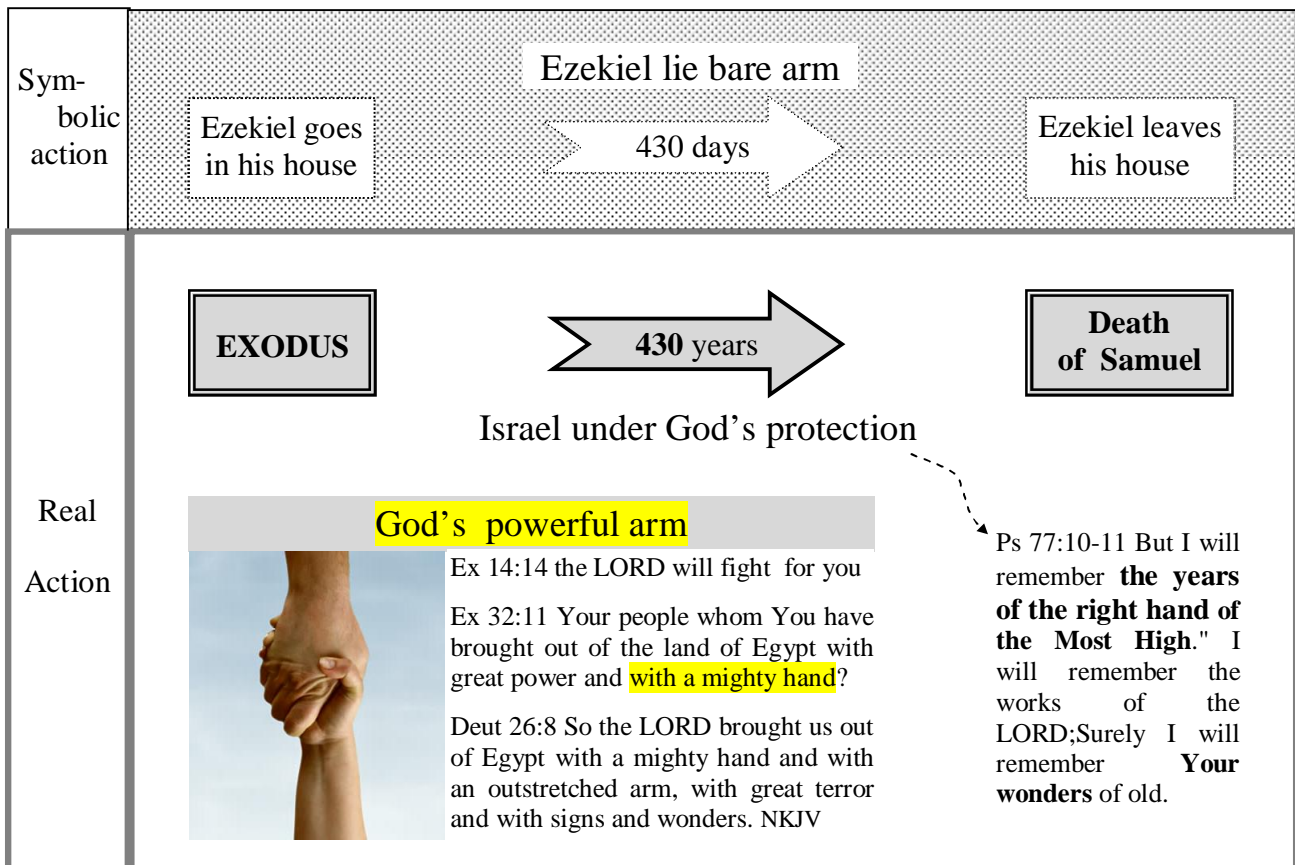 Sym-
bolic
action
Ezekiel lie bare arm
Ezekiel goes
in his house
430 days
Ezekiel leaves
his house
Real
Action
EXODUS
430 years
Death
of Samuel
Israel under God’s protection
God’s powerful arm
Ex 14:14 the LORD will fight for you
Ex 32:11 Your people whom You have
brought out of the land of Egypt with
great power and with a mighty hand?
Deut 26:8 So the LORD brought us out
of Egypt with a mighty hand and with
an outstretched arm, with great terror
and with signs and wonders. NKJV
Ps 77:10-11 But I will
remember the years
of the right hand of
the Most High." I
will remember the
works of the
LORD;Surely I will
remember Your
wonders of old.